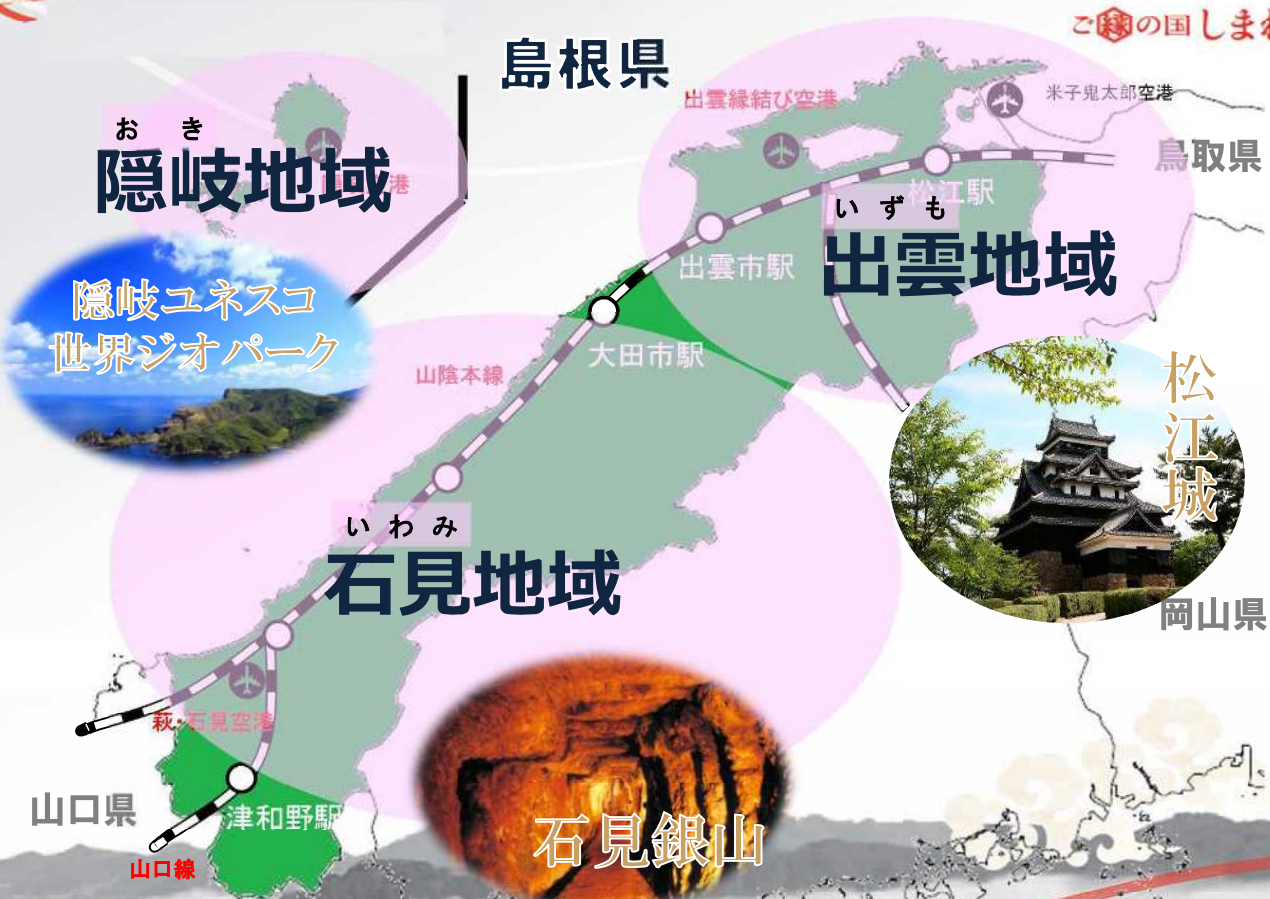 ご縁の国しまね
島根県
出雲縁結び空港
米子鬼太郎空港
鳥取県
おき
隠岐地域
港
松江駅
いずも
出雲地域
出雲市駅
隠岐ユネスコ
世界ジオパーク
大田市駅
山陰本線
松江城
いわみ
石見地域
岡山県
萩・石見空港
山口県
津和野駅
山口線
石見銀山